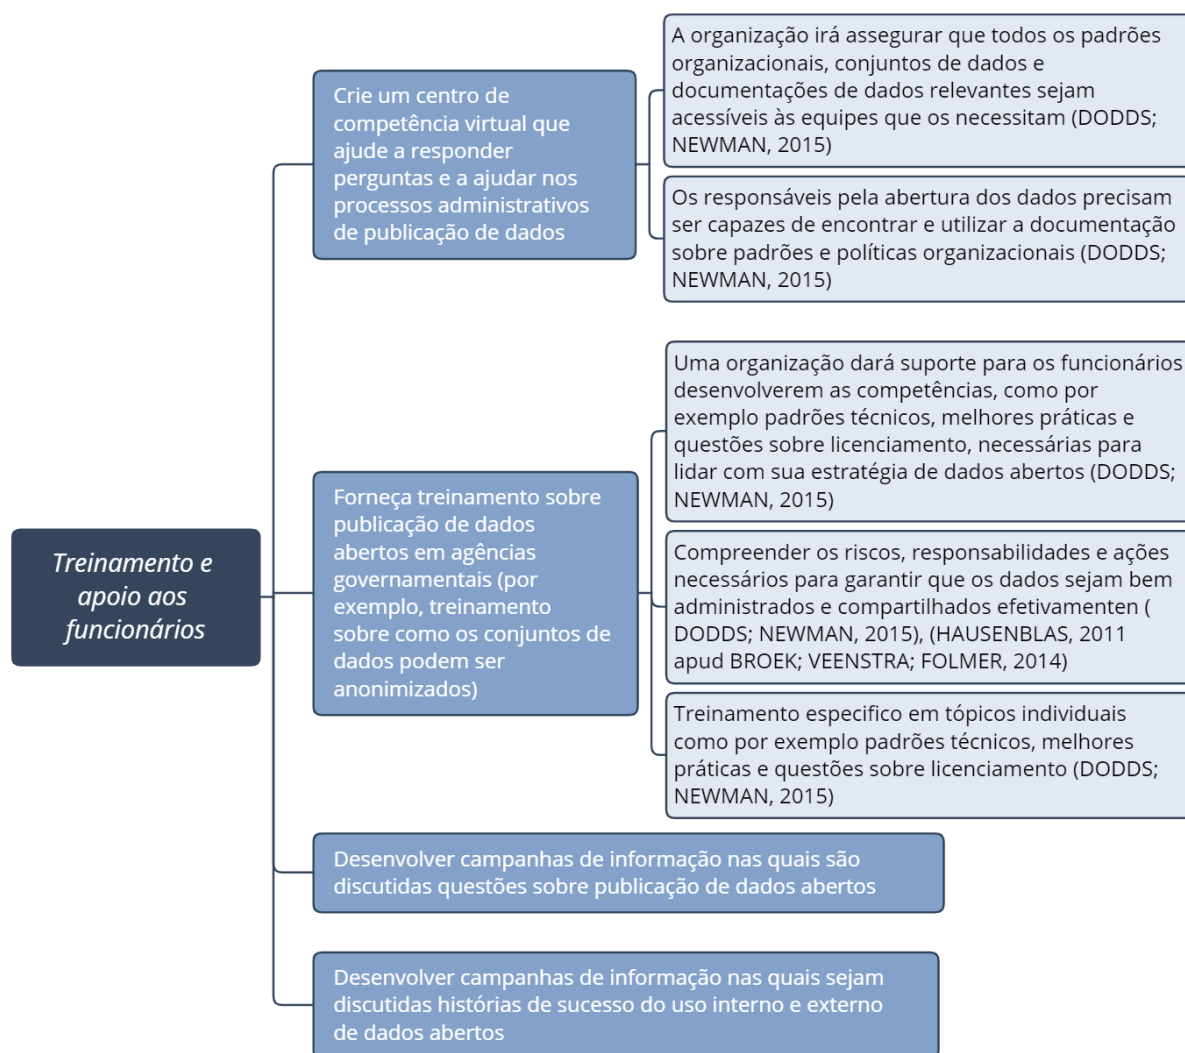 Treinamento e
apoio aos
funcionários
Crie um centro de
competência virtual que
ajude a responder
perguntas e a ajudar nos
processos administrativos
de publicação de dados
A organização irá assegurar que todos os padrões
organizacionais, conjuntos de dados e
documentações de dados relevantes sejam
acessíveis às equipes que os necessitam (DODDS;
NEWMAN, 2015)
Os responsáveis pela abertura dos dados precisam
ser capazes de encontrar e utilizar a documentação
sobre padrões e políticas organizacionais (DODDS;
NEWMAN, 2015)
Forneça treinamento sobre
publicação de dados
abertos em agências
governamentais (por
exemplo, treinamento
sobre como os conjuntos de
dados podem ser
anonimizados)
Uma organização dará suporte para os funcionários
desenvolverem as competências, como por
exemplo padrões técnicos, melhores práticas e
questões sobre licenciamento, necessárias para
lidar com sua estratégia de dados abertos (DODDS;
NEWMAN, 2015)
Compreender os riscos, responsabilidades e ações
necessários para garantir que os dados sejam bem
administrados e compartilhados efetivamenten (
DODDS; NEWMAN, 2015), (HAUSENBLAS, 2011
apud BROEK; VEENSTRA; FOLMER, 2014)
Treinamento especifico em tópicos individuais
como por exemplo padrões técnicos, melhores
práticas e questões sobre licenciamento (DODDS;
NEWMAN, 2015)
Desenvolver campanhas de informação nas quais são
discutidas questões sobre publicação de dados abertos
Desenvolver campanhas de informação nas quais sejam
discutidas histórias de sucesso do uso interno e externo
de dados abertos